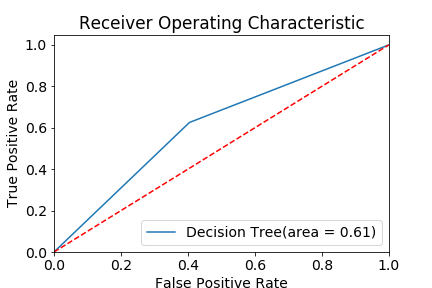 Receiver Operating Characteristic
True Positive Rate
1.0
0.8
0.6
0.4
0.2
0.0
Decision Tree(area = 0.61)
0.0 0.2 0.4 0.6 0.8 1.0
False Positive Rate